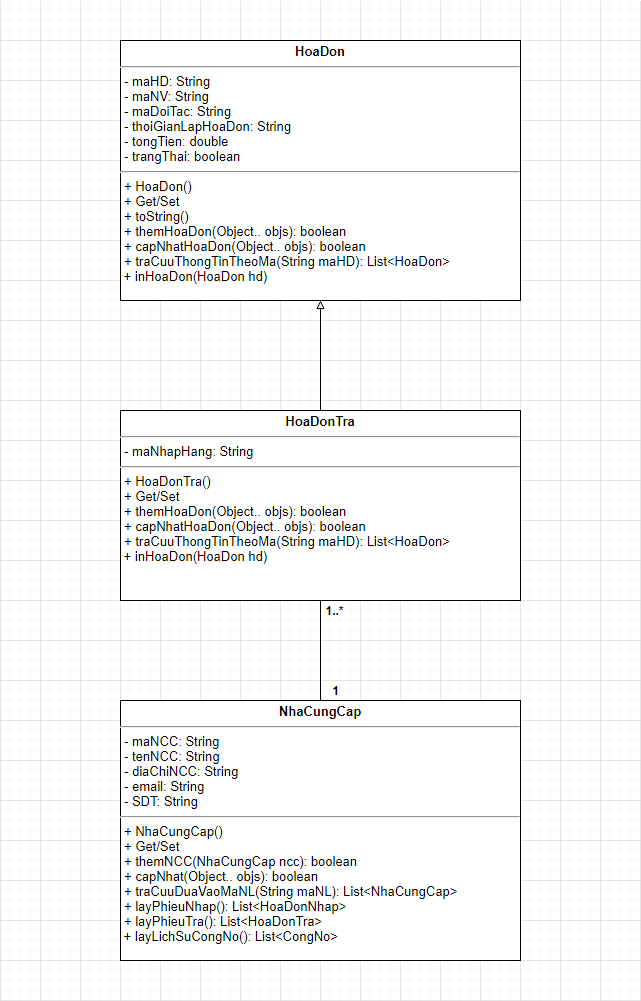 HoaDon
- maHD: String
- maNV: String
- maDoiTac: String
- thoiGianLapHoaDon: String
- tongTien: double
- trangThai: boolean
+ HoaDon()
+ Get/Set
+ toString()
+ themHoaDon(Object.. objs): boolean
+ capNhatHoaDon(Object.. objs): boolean
+ traCuuThongTinTheoMa(String maHD): List<HoaDon>
+ inHoaDon(HoaDon hd)
HoaDonTra
- maNhapHang: String
+ HoaDonTra()
+ Get/Set
+ themHoaDon(Object.. objs): boolean
+ capNhatHoaDon(Object.. objs): boolean
+ traCuuThongTinTheoMa(String maHD): List<HoaDon>
+ inHoaDon(HoaDon hd)
1..*
1
NhaCungCap
- maNCC: String
- tenNCC: String
- diaChiNCC: String
- email: String
- SDT: String
+ NhaCungCap()
+ Get/Set
+ themNCC(NhaCungCap ncc): boolean
+ capNhat(Object.. objs): boolean
+ traCuuDuaVaoMaNL(String maNL): List<NhaCungCap>
+ layPhieuNhap(): List<HoaDonNhap>
+ layPhieuTra(): List<HoaDonTra>
+ layLichSuCongNo(): List<CongNo>